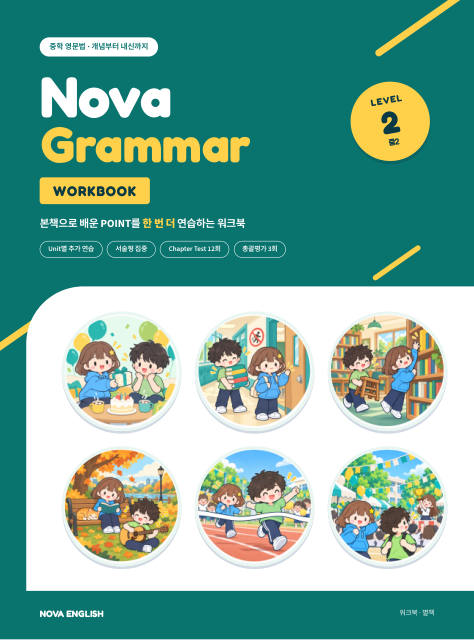 중학 영문법 · 개념부터 내신까지
Nova
Grammar
LEVEL
2
중2
WORKBOOK
본책으로 배운 POINT를 한 번 더 연습하는 워크북
Unit별 추가 연습
서술형 집중
Chapter Test 12회
총괄평가 3회
NOVA ENGLISH
워크북 · 별책